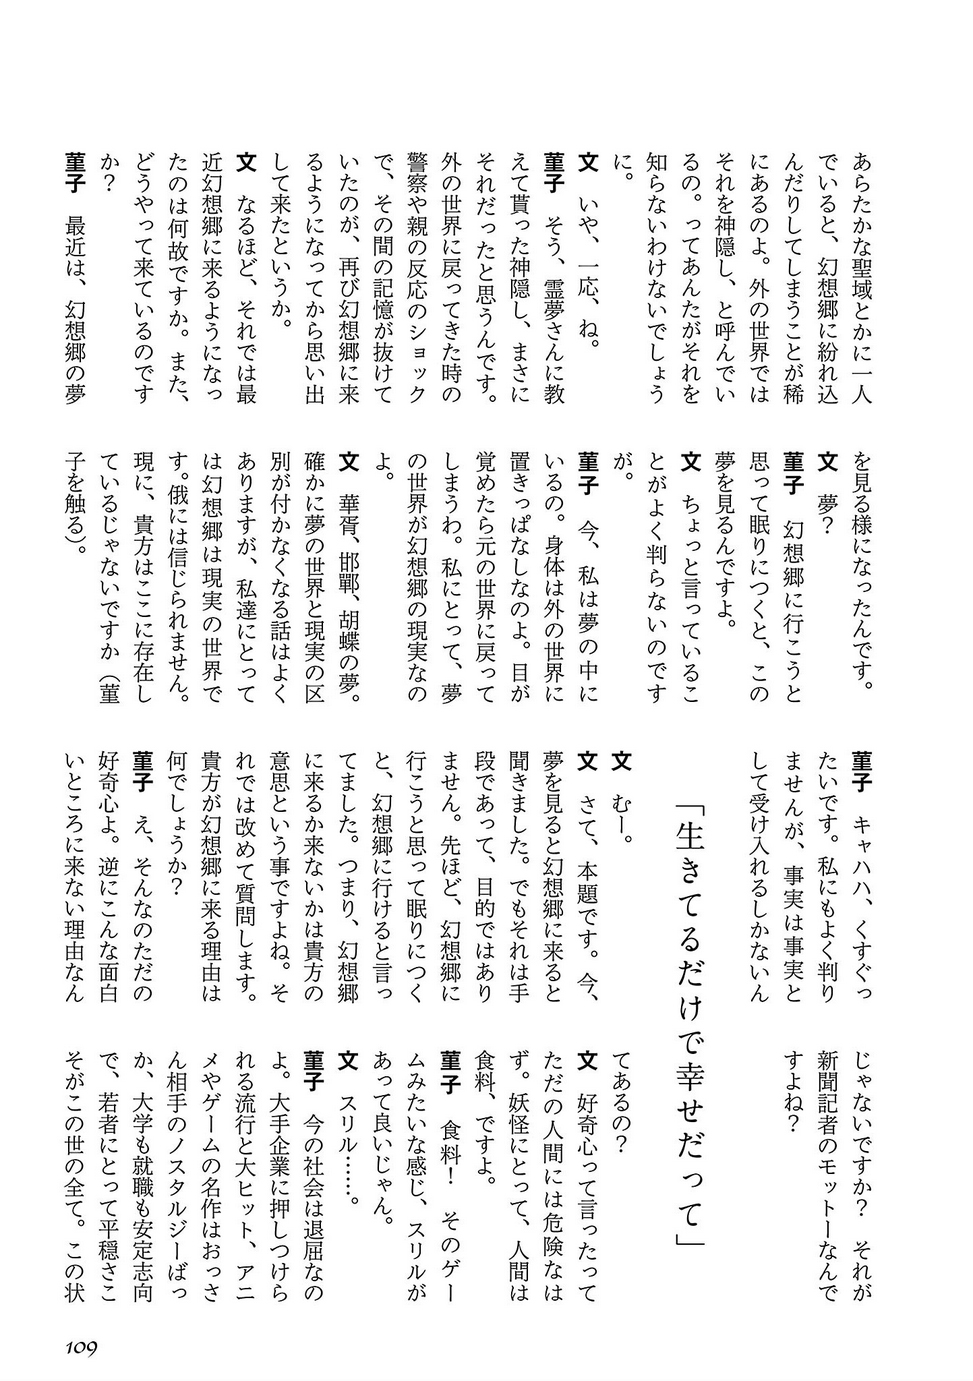 あらたかな聖域とかに一人
でいると、幻想郷に紛れ込
んだりしてしまうことが稀
にあるのよ。外の世界では
それを神隠し、と呼んでい
るの。ってあんたがそれを
知らないわけないでしょう
に。
文　いや、一応、ね。
菫子　そう、霊夢さんに教
えて貰った神隠し、まさに
それだったと思うんです。
外の世界に戻ってきた時の
警察や親の反応のショック
で、その間の記憶が抜けて
いたのが、再び幻想郷に来
るようになってから思い出
して来たというか。
文　なるほど、それでは最
近幻想郷に来るようになっ
たのは何故ですか。また、
どうやって来ているのです
か？
菫子　最近は、幻想郷の夢
を見る様になったんです。
文　夢？
菫子　幻想郷に行こうと
思って眠りにつくと、この
夢を見るんですよ。
文　ちょっと言っているこ
とがよく判らないのです
が。
菫子　今、私は夢の中に
いるの。身体は外の世界に
置きっぱなしなのよ。目が
覚めたら元の世界に戻って
しまうわ。私にとって、夢
の世界が幻想郷の現実なの
よ。
文　華胥、邯鄲、胡蝶の夢。
確かに夢の世界と現実の区
別が付かなくなる話はよく
ありますが、私達にとって
は幻想郷は現実の世界で
す。俄には信じられません。
現に、貴方はここに存在し
ているじゃないですか（菫
子を触る）。
菫子　キャハハ、くすぐっ
たいです。私にもよく判り
ませんが、事実は事実と
して受け入れるしかないん
じゃないですか？　それが
新聞記者のモットーなんで
すよね？
「生きてるだけで幸せだって」
文　むー。
文　さて、本題です。今、
夢を見ると幻想郷に来ると
聞きました。でもそれは手
段であって、目的ではあり
ません。先ほど、幻想郷に
行こうと思って眠りにつく
と、幻想郷に行けると言っ
てました。つまり、幻想郷
に来るか来ないかは貴方の
意思という事ですよね。そ
れでは改めて質問します。
貴方が幻想郷に来る理由は
何でしょうか？
菫子　え、そんなのただの
好奇心よ。逆にこんな面白
いところに来ない理由なん
てあるの？
文　好奇心って言ったって
ただの人間には危険なは
ず。妖怪にとって、人間は
食料、ですよ。
菫子　食料！　そのゲー
ムみたいな感じ、スリルが
あって良いじゃん。
文　スリル……。
菫子　今の社会は退屈なの
よ。大手企業に押しつけら
れる流行と大ヒット、アニ
メやゲームの名作はおっさ
ん相手のノスタルジーばっ
か、大学も就職も安定志向
で、若者にとって平穏さこ
そがこの世の全て。この状
109